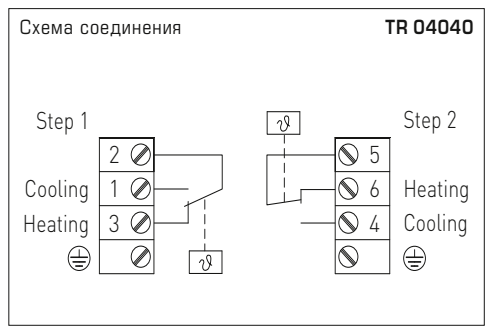 Схема соединения TR 04040
Step 1 ϑ Step 2
2 5
Cooling 1 6 Heating
Heating 3 4 Cooling
ϑ